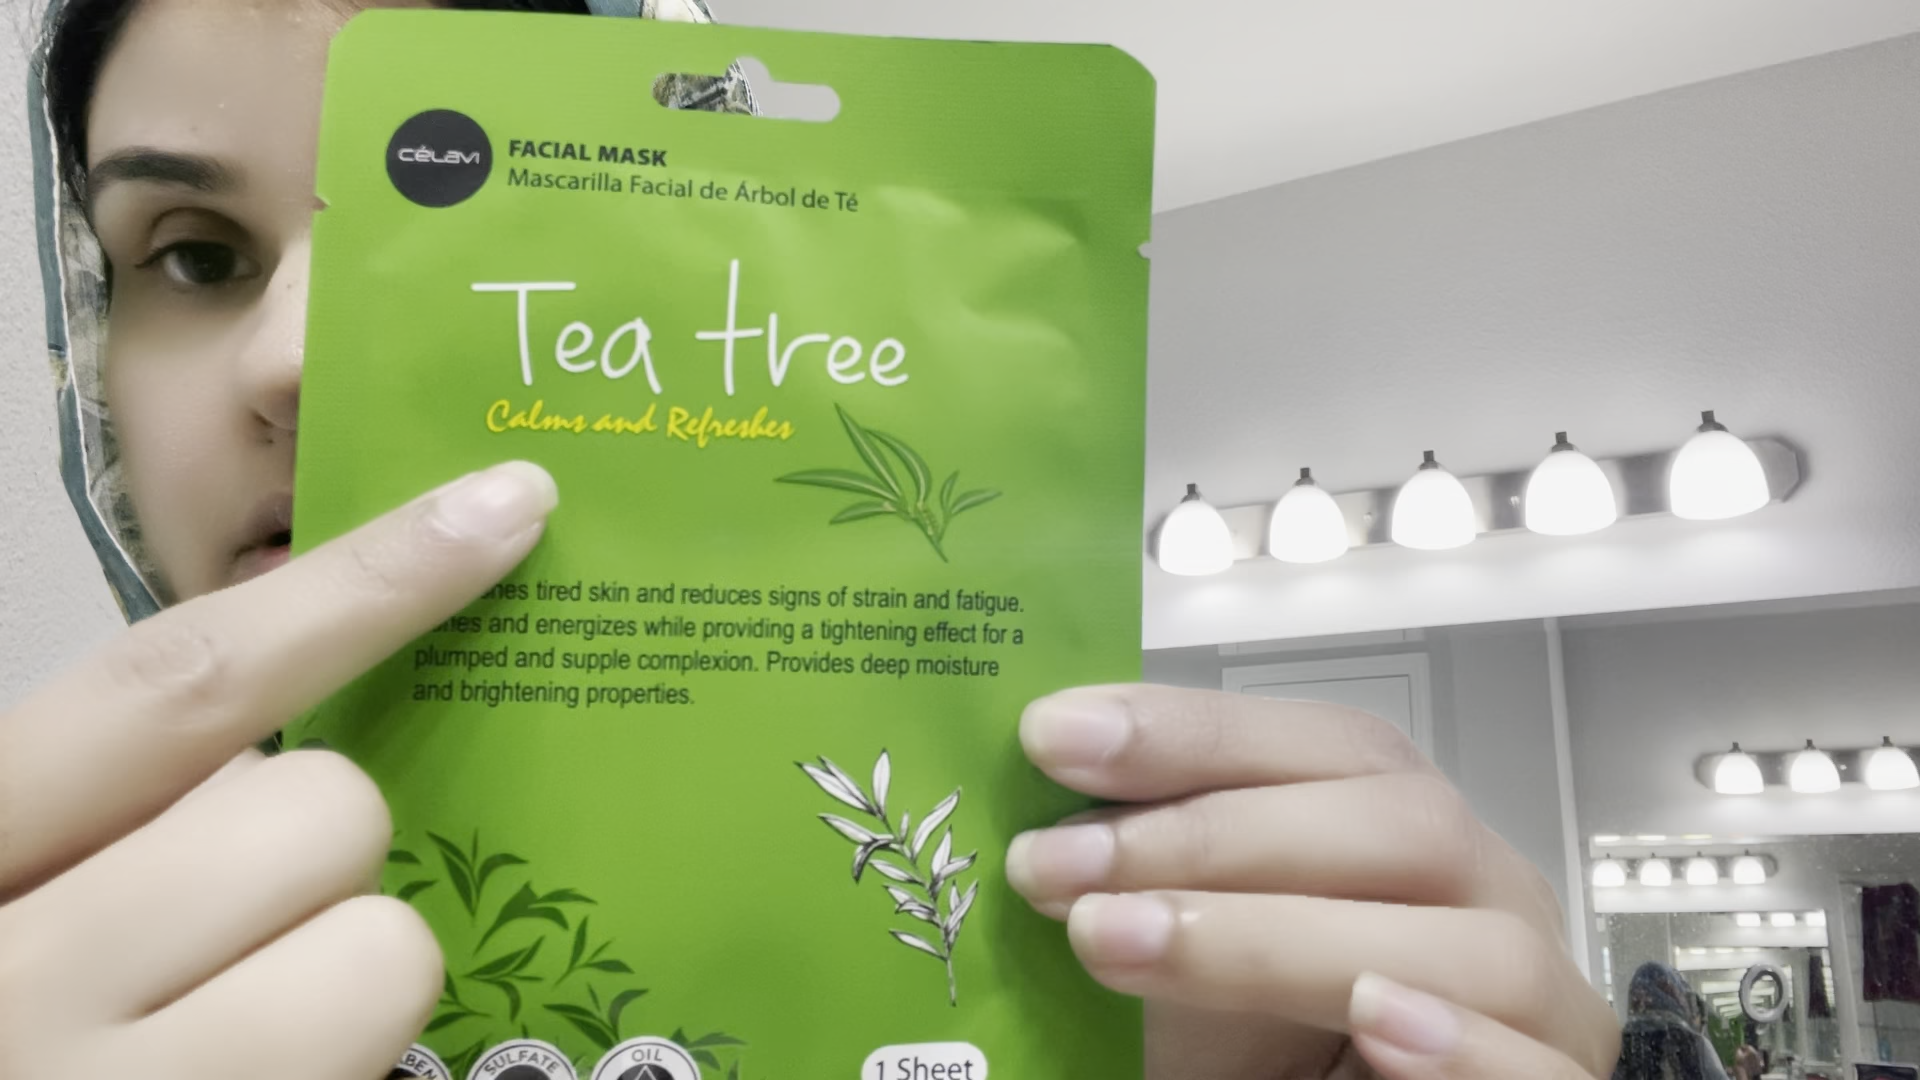 CÉLAVI
FACIAL MASK
Mascarilla Facial de Árbol de Té
Tea tree
Calms and Refreshes
tired skin and reduces signs of strain and fatigue.
and energizes while providing a tightening effect for a
plumped and supple complexion. Provides deep moisture
and brightening properties.
SULFATE
OIL
1 Sheet